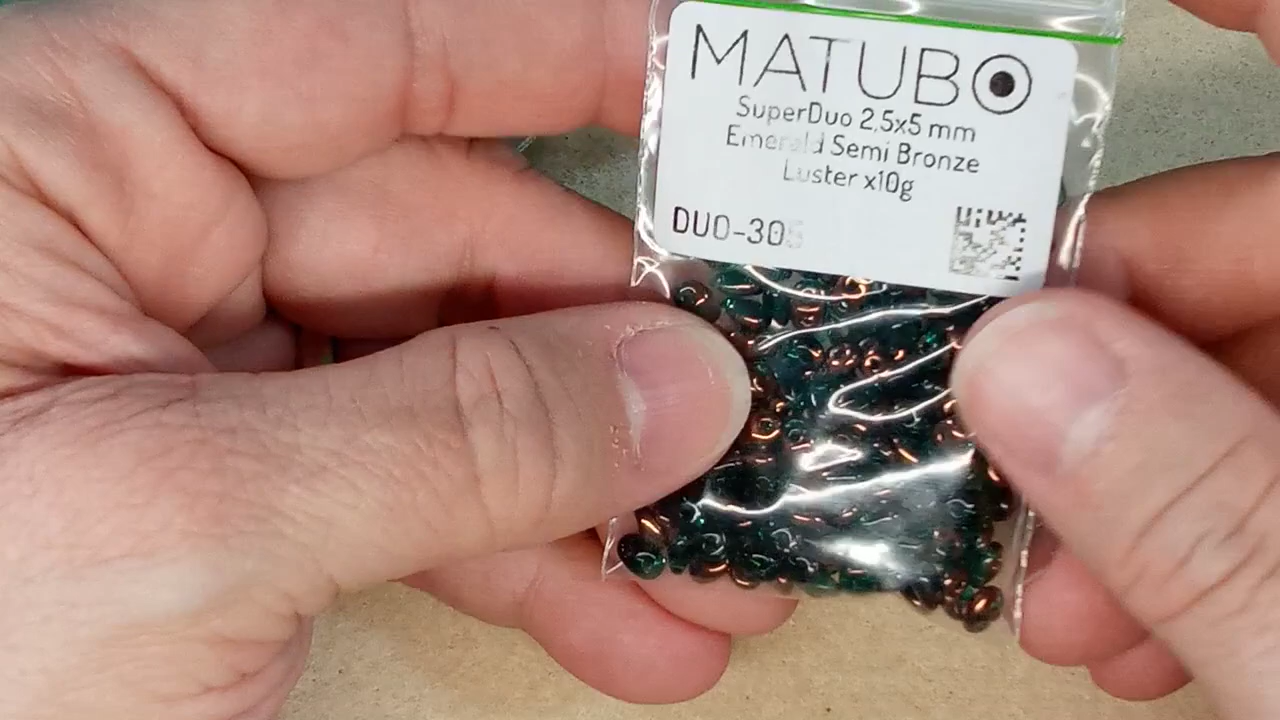 MATUBO
SuperDuo 2,5x5 mm
Emerald Semi Bronze
Luster x10g
DUO-305